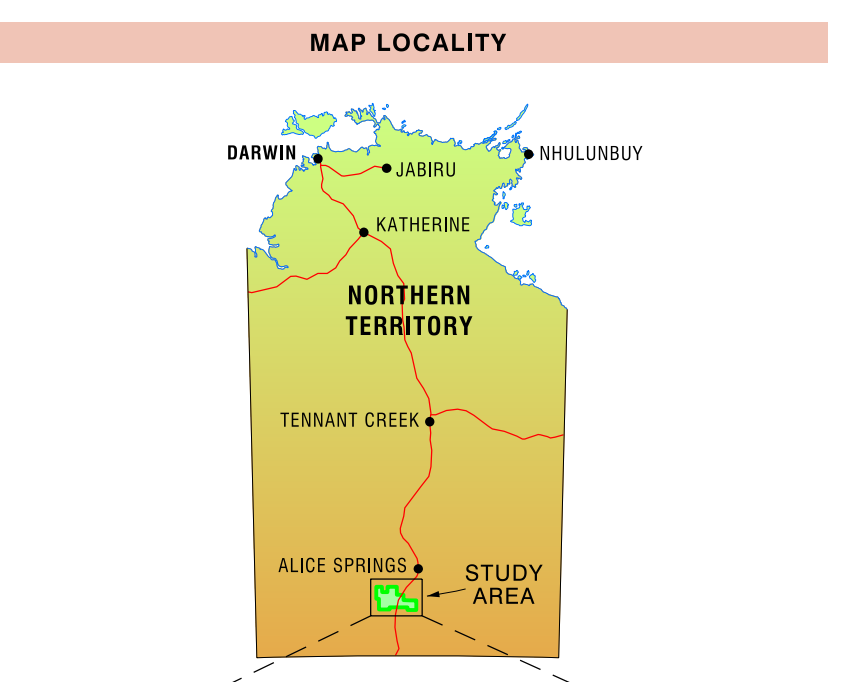 MAP LOCALITY
DARWIN
NHULUNBUY
JABIRU
KATHERINE
NORTHERN
TERRITORY
TENNANT CREEK
ALICE SPRINGS
STUDY
AREA